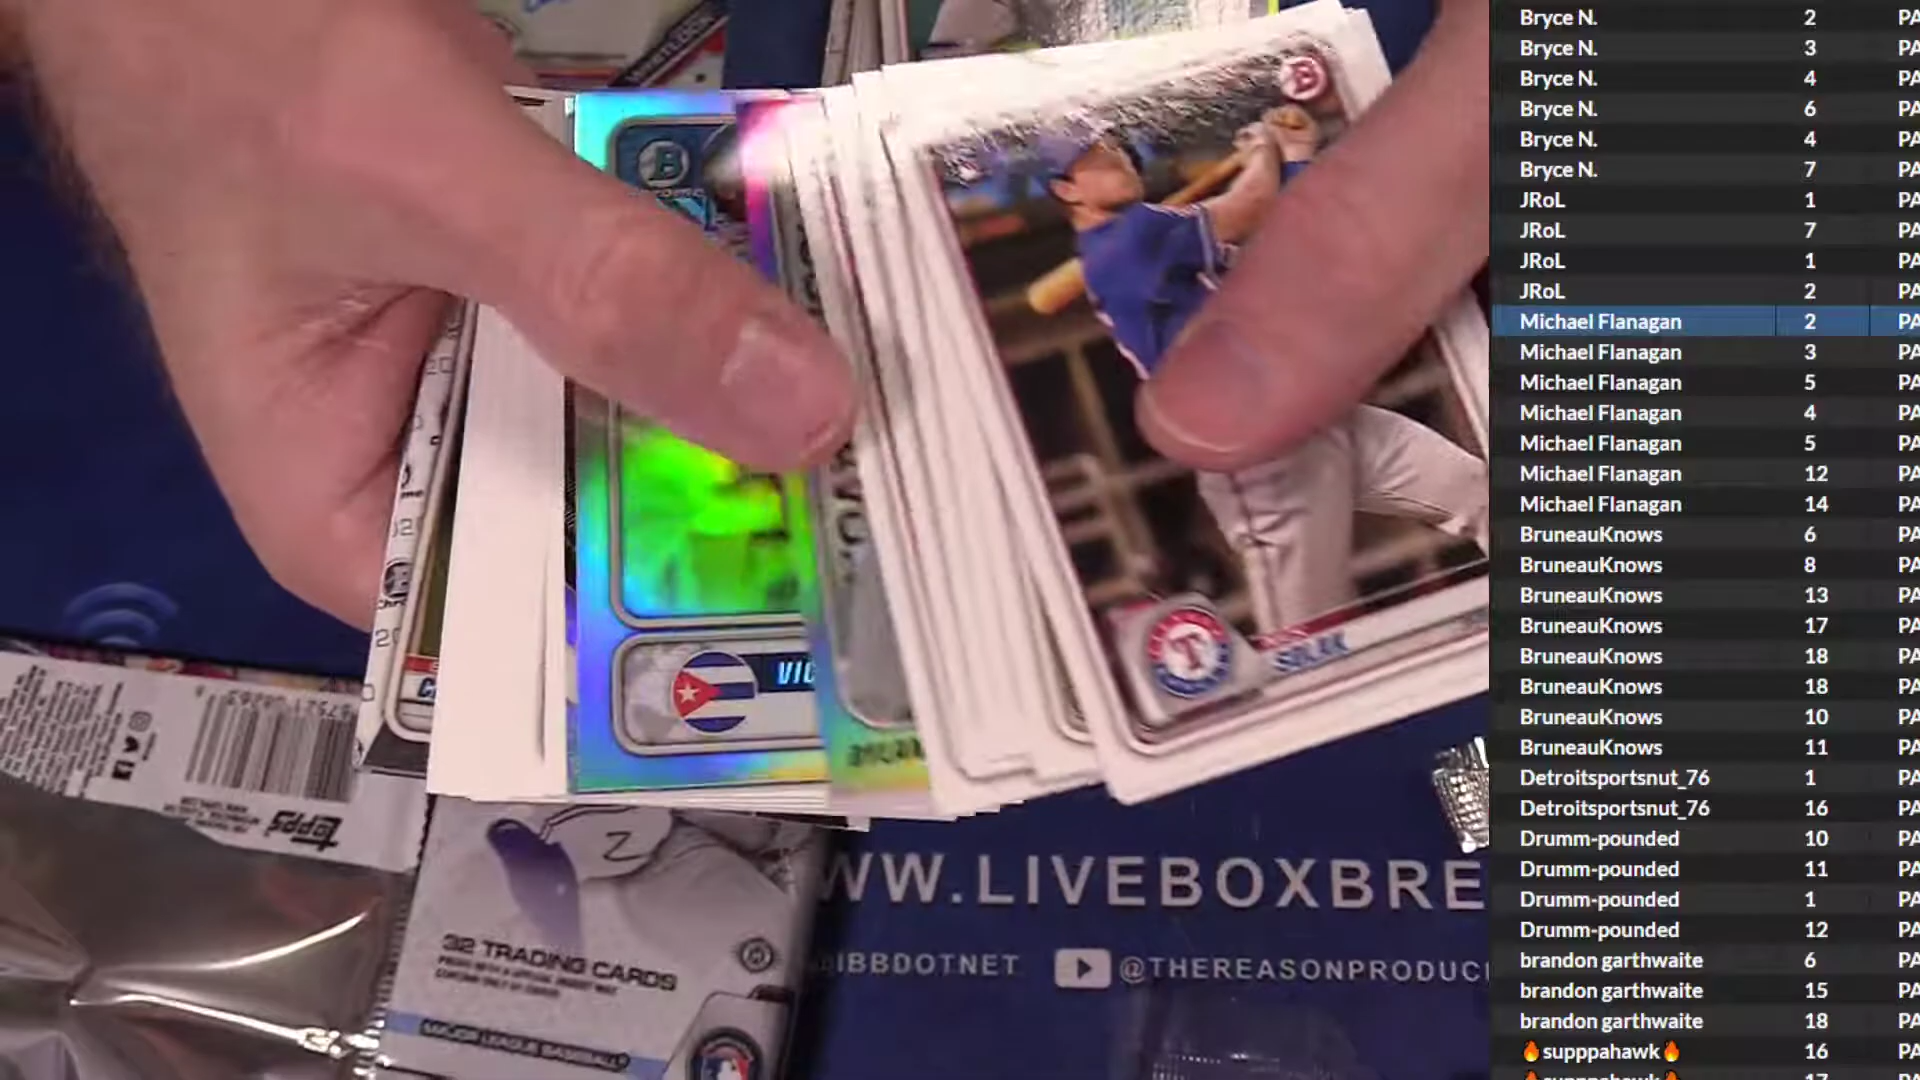 Bryce N. 2 PA
Bryce N. 3 PA
Bryce N. 4 PA
Bryce N. 6 PA
Bryce N. 4 PA
Bryce N. 7 PA
JRoL 1 PA
JRoL 7 PA
JRoL 1 PA
JRoL 2 PA
Michael Flanagan 2 PA
Michael Flanagan 3 PA
Michael Flanagan 5 PA
Michael Flanagan 4 PA
Michael Flanagan 5 PA
Michael Flanagan 12 PA
Michael Flanagan 14 PA
BruneauKnows 6 PA
BruneauKnows 8 PA
BruneauKnows 13 PA
BruneauKnows 17 PA
BruneauKnows 18 PA
BruneauKnows 18 PA
BruneauKnows 10 PA
BruneauKnows 11 PA
Detroitsportsnut_76 1 PA
Detroitsportsnut_76 16 PA
Drumm-pounded 10 PA
Drumm-pounded 11 PA
Drumm-pounded 1 PA
Drumm-pounded 12 PA
brandon garthwaite 6 PA
brandon garthwaite 15 PA
brandon garthwaite 18 PA
🔥supppahawk🔥 16 PA
B
VIC
T
SOLAK
topps
32 TRADING CARDS
MAJOR LEAGUE BASEBALL
WW.LIVEBOXBRE
IBBDOTNET
@THEREASONPRODUC